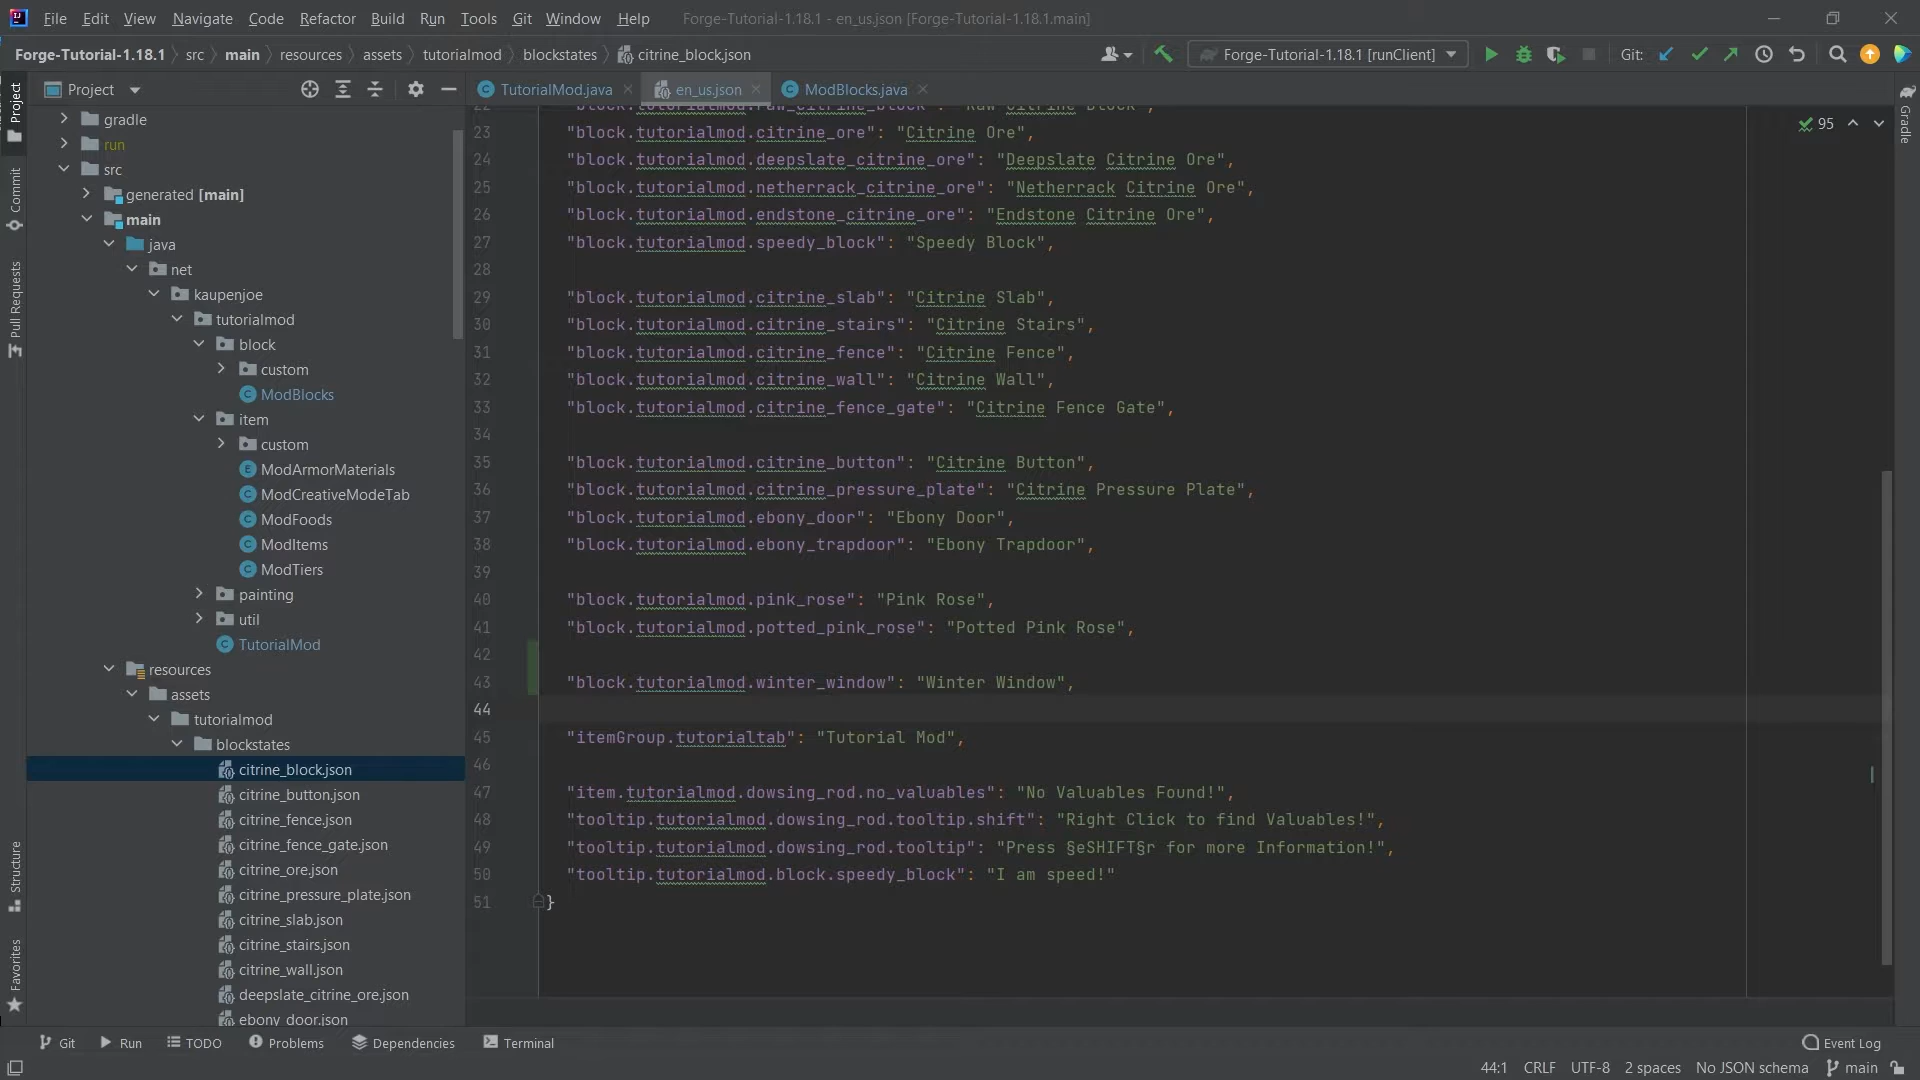 File Edit View Navigate Code Refactor Build Run Tools Git Window Help Forge-Tutorial-1.18.1 - en_us.json [Forge-Tutorial-1.18.1.main]
Forge-Tutorial-1.18.1 src main resources assets tutorialmod blockstates citrine_block.json Forge-Tutorial-1.18.1 [runClient] Git:
Project TutorialMod.java en_us.json ModBlocks.java
Project
Commit
Pull Requests
Structure
Favorites
Gradle
gradle
run
src
generated [main]
main
java
net
kaupenjoe
tutorialmod
block
custom
ModBlocks
item
custom
ModArmorMaterials
ModCreativeModeTab
ModFoods
ModItems
ModTiers
painting
util
TutorialMod
resources
assets
tutorialmod
blockstates
citrine_block.json
citrine_button.json
citrine_fence.json
citrine_fence_gate.json
citrine_ore.json
citrine_pressure_plate.json
citrine_slab.json
citrine_stairs.json
citrine_wall.json
deepslate_citrine_ore.json
ebony_door.json
95
22 "block.tutorialmod.raw_citrine_block": "Raw Citrine Block",
23 "block.tutorialmod.citrine_ore": "Citrine Ore",
24 "block.tutorialmod.deepslate_citrine_ore": "Deepslate Citrine Ore",
25 "block.tutorialmod.netherrack_citrine_ore": "Netherrack Citrine Ore",
26 "block.tutorialmod.endstone_citrine_ore": "Endstone Citrine Ore",
27 "block.tutorialmod.speedy_block": "Speedy Block",
28
29 "block.tutorialmod.citrine_slab": "Citrine Slab",
30 "block.tutorialmod.citrine_stairs": "Citrine Stairs",
31 "block.tutorialmod.citrine_fence": "Citrine Fence",
32 "block.tutorialmod.citrine_wall": "Citrine Wall",
33 "block.tutorialmod.citrine_fence_gate": "Citrine Fence Gate",
34
35 "block.tutorialmod.citrine_button": "Citrine Button",
36 "block.tutorialmod.citrine_pressure_plate": "Citrine Pressure Plate",
37 "block.tutorialmod.ebony_door": "Ebony Door",
38 "block.tutorialmod.ebony_trapdoor": "Ebony Trapdoor",
39
40 "block.tutorialmod.pink_rose": "Pink Rose",
41 "block.tutorialmod.potted_pink_rose": "Potted Pink Rose",
42
43 "block.tutorialmod.winter_window": "Winter Window",
44
45 "itemGroup.tutorialtab": "Tutorial Mod",
46
47 "item.tutorialmod.dowsing_rod.no_valuables": "No Valuables Found!",
48 "tooltip.tutorialmod.dowsing_rod.tooltip.shift": "Right Click to find Valuables!",
49 "tooltip.tutorialmod.dowsing_rod.tooltip": "Press §eSHIFT§r for more Information!",
50 "tooltip.tutorialmod.block.speedy_block": "I am speed!"
51 }
Git Run TODO Problems Dependencies Terminal Event Log
44:1 CRLF UTF-8 2 spaces No JSON schema main